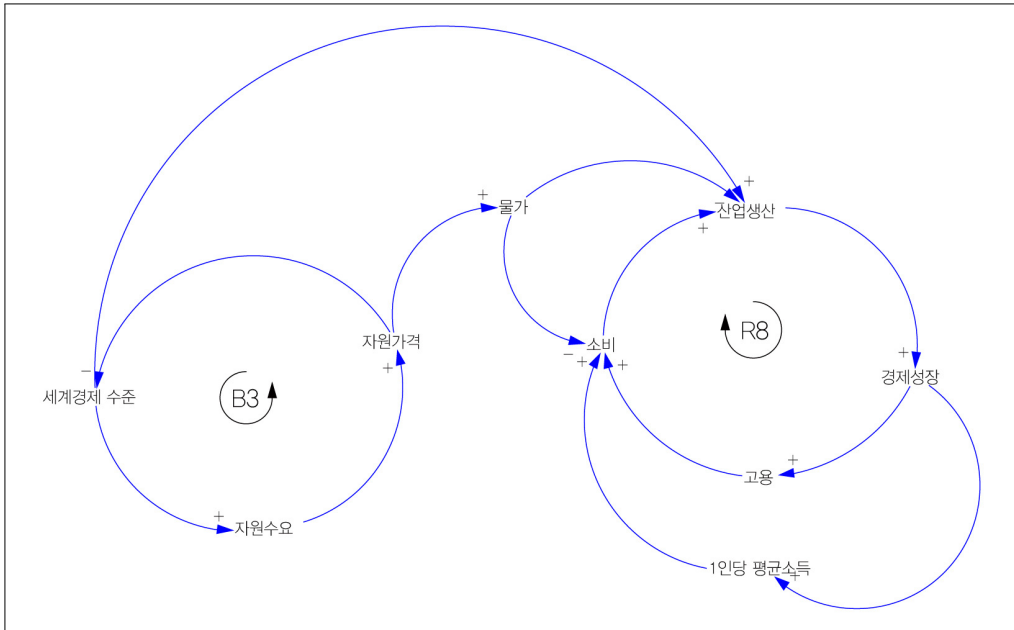 +
+
물가
-
산업생산
+
자원가격
+
R8
-
+
소비
+
+
경제성장
-
세계경제 수준
B3
+
고용
+
자원수요
1인당 평균소득
+